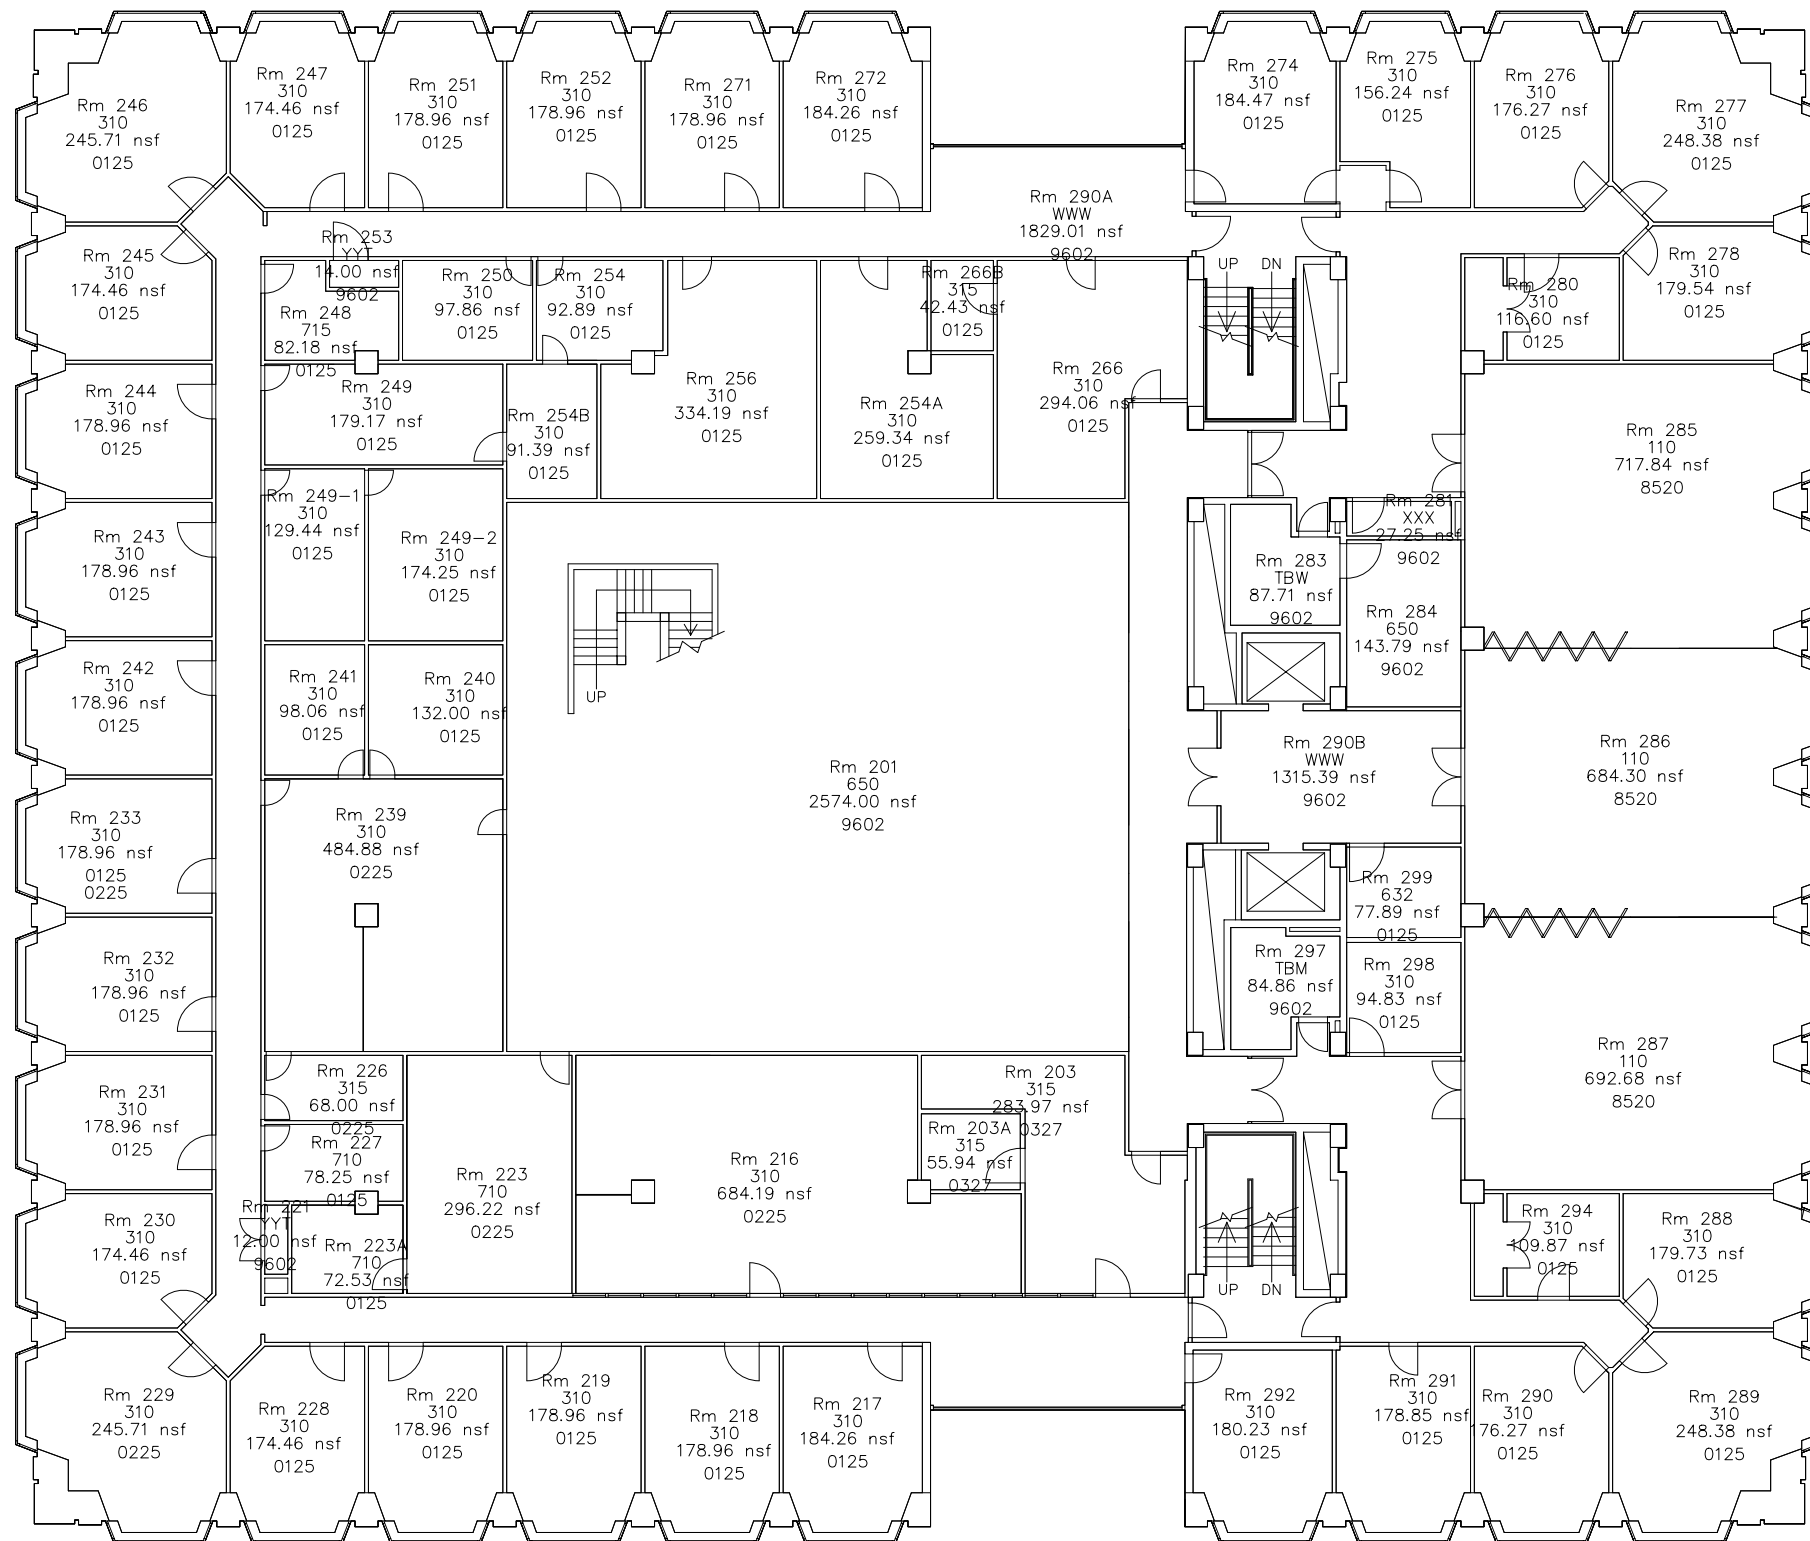 Rm 246
310
245.71 nsf
0125
Rm 247
310
174.46 nsf
0125
Rm 251
310
178.96 nsf
0125
Rm 252
310
178.96 nsf
0125
Rm 271
310
178.96 nsf
0125
Rm 272
310
184.26 nsf
0125
Rm 274
310
184.47 nsf
0125
Rm 275
310
156.24 nsf
0125
Rm 276
310
176.27 nsf
0125
Rm 277
310
248.38 nsf
0125
Rm 290A
WWW
1829.01 nsf
9602
Rm 245
310
174.46 nsf
0125
Rm 253
YYT
14.00 nsf
9602
Rm 248
715
82.18 nsf
0125
Rm 250
310
97.86 nsf
0125
Rm 254
310
92.89 nsf
0125
Rm 266B
315
42.43 nsf
0125
UP
DN
Rm 280
310
116.60 nsf
0125
Rm 278
310
179.54 nsf
0125
Rm 244
310
178.96 nsf
0125
Rm 249
310
179.17 nsf
0125
Rm 254B
310
91.39 nsf
0125
Rm 256
310
334.19 nsf
0125
Rm 254A
310
259.34 nsf
0125
Rm 266
310
294.06 nsf
0125
Rm 285
110
717.84 nsf
8520
Rm 243
310
178.96 nsf
0125
Rm 249-1
310
129.44 nsf
0125
Rm 249-2
310
174.25 nsf
0125
Rm 281
XXX
27.25 nsf
9602
Rm 283
TBW
87.71 nsf
9602
Rm 284
650
143.79 nsf
9602
Rm 242
310
178.96 nsf
0125
Rm 241
310
98.06 nsf
0125
Rm 240
310
132.00 nsf
0125
UP
Rm 201
650
2574.00 nsf
9602
Rm 290B
WWW
1315.39 nsf
9602
Rm 286
110
684.30 nsf
8520
Rm 233
310
178.96 nsf
0125
0225
Rm 239
310
484.88 nsf
0225
Rm 299
632
77.89 nsf
0125
Rm 232
310
178.96 nsf
0125
Rm 297
TBM
84.86 nsf
9602
Rm 298
310
94.83 nsf
0125
Rm 287
110
692.68 nsf
8520
Rm 231
310
178.96 nsf
0125
Rm 226
315
68.00 nsf
0225
Rm 227
710
78.25 nsf
0125
Rm 203
315
283.97 nsf
0327
Rm 203A
315
55.94 nsf
0327
Rm 223
710
296.22 nsf
0225
Rm 216
310
684.19 nsf
0225
Rm 230
310
174.46 nsf
0125
Rm 221
YYT
12.00 nsf
9602
Rm 223A
710
72.53 nsf
0125
UP
DN
Rm 294
310
109.87 nsf
0125
Rm 288
310
179.73 nsf
0125
Rm 229
310
245.71 nsf
0225
Rm 228
310
174.46 nsf
0125
Rm 220
310
178.96 nsf
0125
Rm 219
310
178.96 nsf
0125
Rm 218
310
178.96 nsf
0125
Rm 217
310
184.26 nsf
0125
Rm 292
310
180.23 nsf
0125
Rm 291
310
178.85 nsf
0125
Rm 290
310
176.27 nsf
0125
Rm 289
310
248.38 nsf
0125